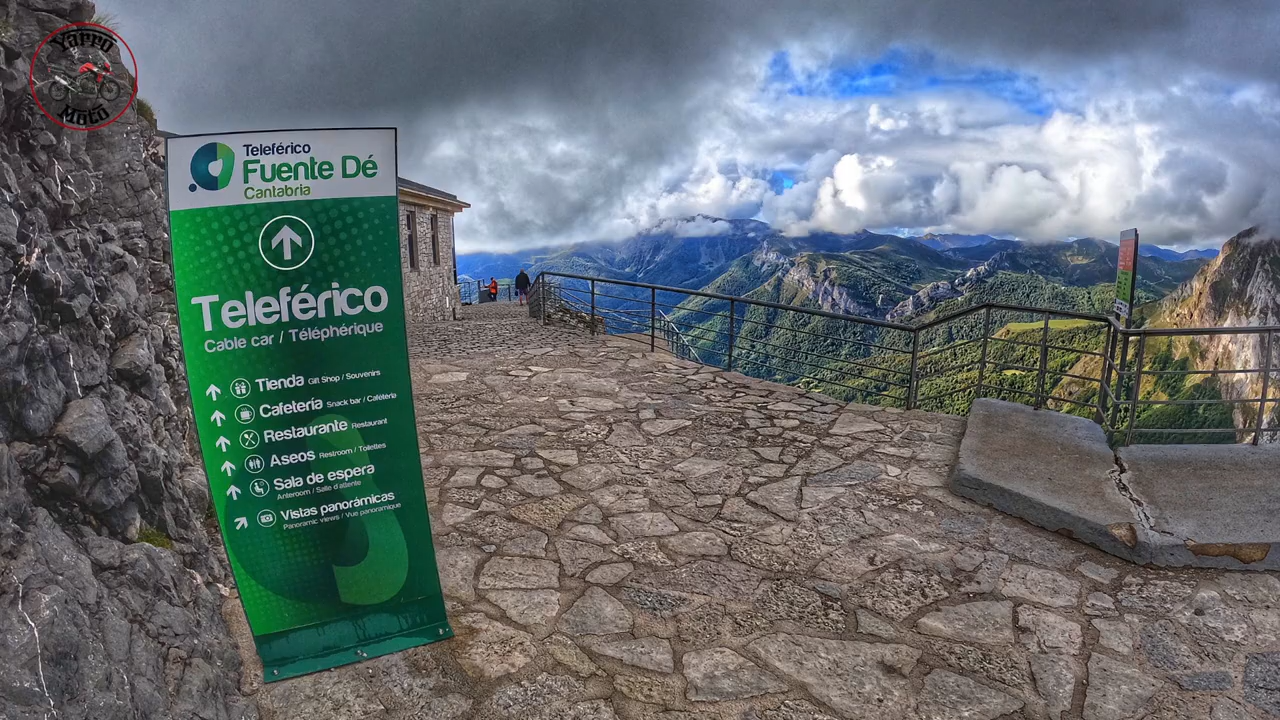 Yarro
Moto
Teleférico
Fuente Dé
Cantabria
Teleférico
Cable car / Téléphérique
Tienda Gift Shop / Souvenirs
Cafetería Snack bar / Cafétéria
Restaurante Restaurant
Aseos Restroom / Toilettes
Sala de espera
Anteroom / Salle d'attente
Vistas panorámicas
Panoramic views / Vue panoramique